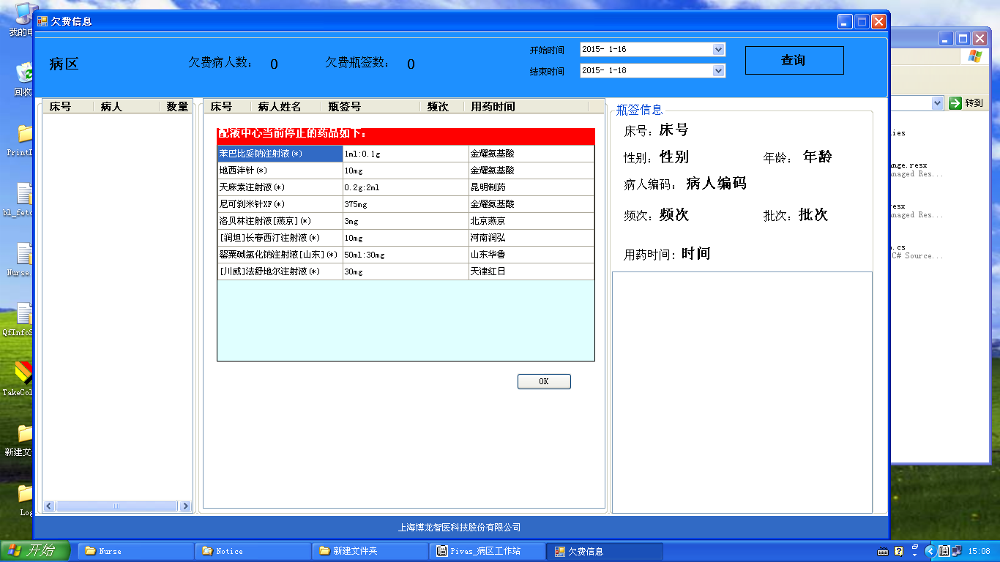 我的电
回收
PrintD
bl_feto
Nurse
QfInfoS
TakeCol
新建文
Log
欠费信息
病区
欠费病人数： 0
欠费瓶签数： 0
开始时间 2015- 1-16
结束时间 2015- 1-18
查询
床号 病人 数量
床号 病人姓名 瓶签号 频次 用药时间
配液中心当前停止的药品如下：
苯巴比妥钠注射液(*) 1ml:0.1g 金耀氨基酸
地西泮针(*) 10mg 金耀氨基酸
天麻素注射液(*) 0.2g:2ml 昆明制药
尼可刹米针XF(*) 375mg 金耀氨基酸
洛贝林注射液[燕京](*) 3mg 北京燕京
[润坦]长春西汀注射液(*) 10mg 河南润弘
罂粟碱氯化钠注射液[山东](*) 50ml:30mg 山东华鲁
[川威]法舒地尔注射液(*) 30mg 天津红日
OK
瓶签信息
床号：床号
性别：性别 年龄： 年龄
病人编码： 病人编码
频次：频次 批次：批次
用药时间：时间
上海博龙智医科技股份有限公司
转到
ies
nge.resx
naged Res...
esx
naged Res...
.cs
C# Source...
开始 Nurse Notice 新建文件夹 Pivas_病区工作站 欠费信息 15:08